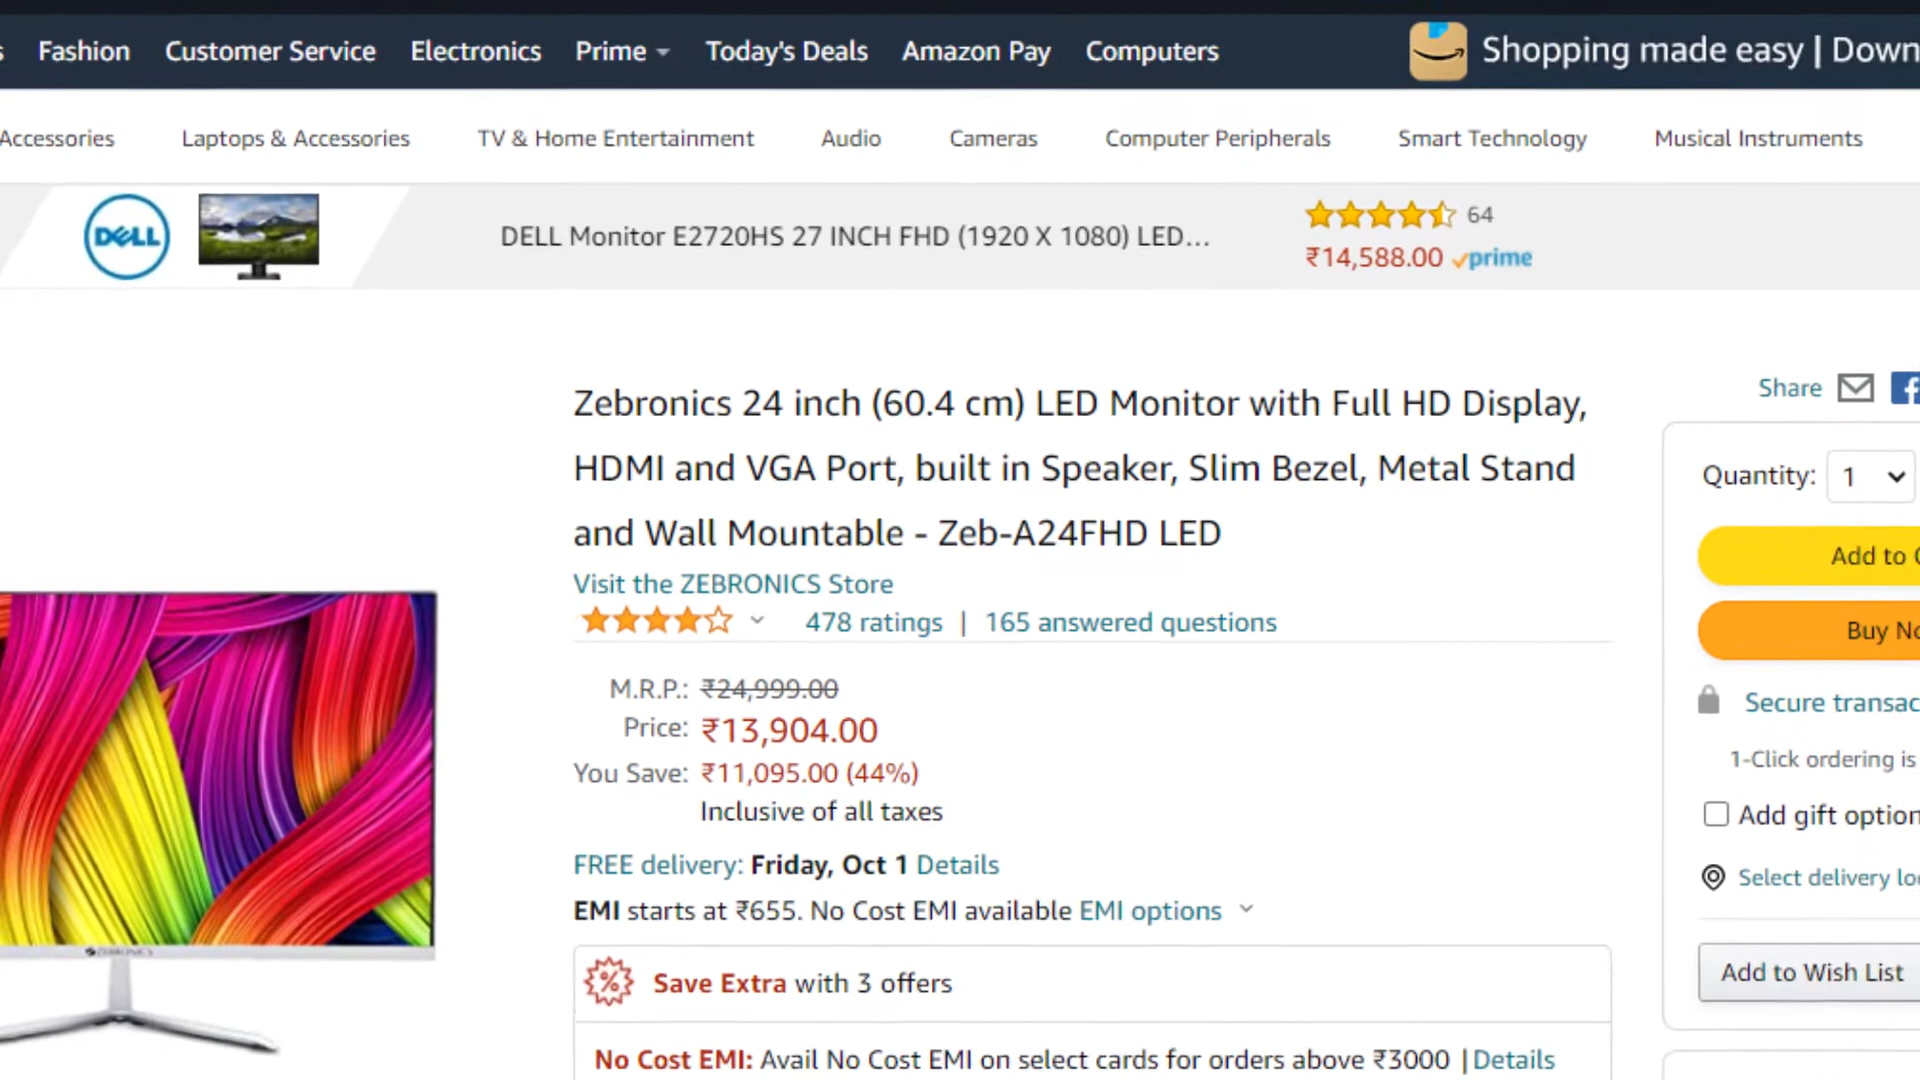 s Fashion Customer Service Electronics Prime Today's Deals Amazon Pay Computers Shopping made easy | Down
Accessories Laptops & Accessories TV & Home Entertainment Audio Cameras Computer Peripherals Smart Technology Musical Instruments
DELL DELL Monitor E2720HS 27 INCH FHD (1920 X 1080) LED... 64
₹14,588.00 prime
Share
Zebronics 24 inch (60.4 cm) LED Monitor with Full HD Display,
HDMI and VGA Port, built in Speaker, Slim Bezel, Metal Stand
and Wall Mountable - Zeb-A24FHD LED
Visit the ZEBRONICS Store
478 ratings | 165 answered questions
M.R.P.: ₹24,999.00
Price: ₹13,904.00
You Save: ₹11,095.00 (44%)
Inclusive of all taxes
FREE delivery: Friday, Oct 1 Details
EMI starts at ₹655. No Cost EMI available EMI options
Save Extra with 3 offers
No Cost EMI: Avail No Cost EMI on select cards for orders above ₹3000 | Details
ZEBRONICS
Quantity: 1
Add to C
Buy No
Secure transac
1-Click ordering is
Add gift option
Select delivery loc
Add to Wish List